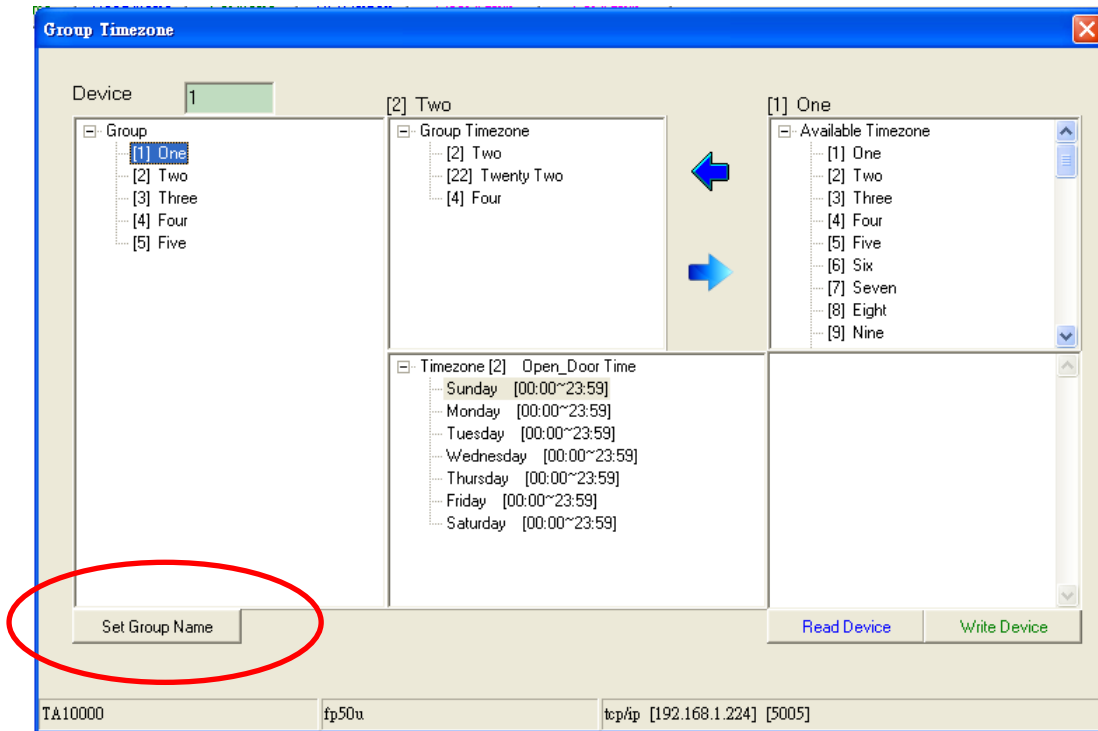 Group Timezone
Device 1
[2] Two
[1] One
Group
[1] One
[2] Two
[3] Three
[4] Four
[5] Five
Group Timezone
[2] Two
[22] Twenty Two
[4] Four
Available Timezone
[1] One
[2] Two
[3] Three
[4] Four
[5] Five
[6] Six
[7] Seven
[8] Eight
[9] Nine
Timezone [2] Open_Door Time
Sunday [00:00~23:59]
Monday [00:00~23:59]
Tuesday [00:00~23:59]
Wednesday [00:00~23:59]
Thursday [00:00~23:59]
Friday [00:00~23:59]
Saturday [00:00~23:59]
Set Group Name
Read Device
Write Device
TA10000
fp50u
tcp/ip [192.168.1.224] [5005]